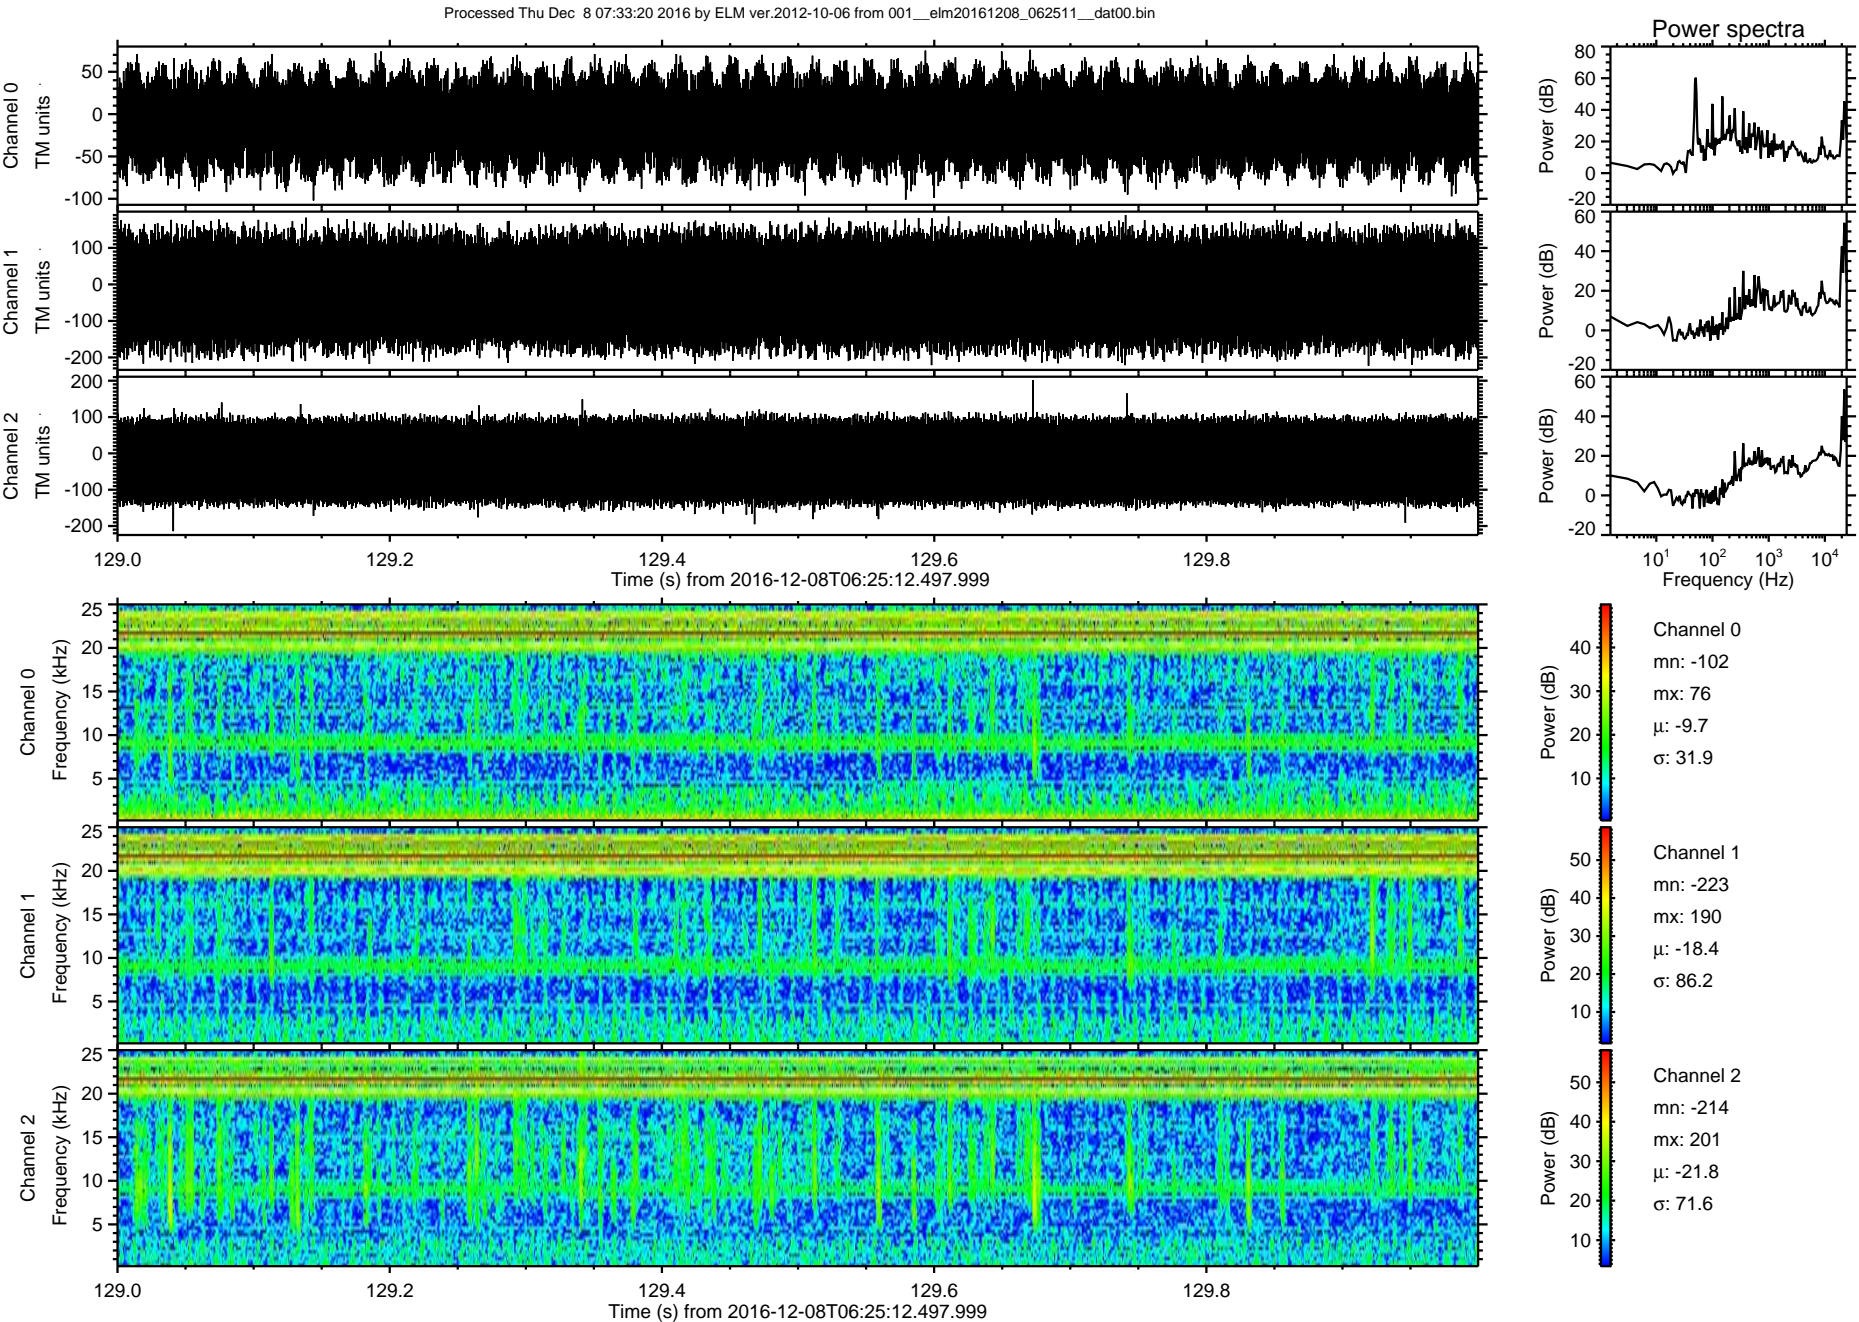 Processed Thu Dec  8 07:33:20 2016 by ELM ver.2012-10-06 from 001__elm20161208_062511__dat00.bin
Power spectra
Channel 0
TM units
50
0
-50
-100
Power (dB)
80
60
40
20
0
-20
Channel 1
TM units
100
0
-100
-200
Power (dB)
60
40
20
0
-20
Channel 2
TM units
200
100
0
-100
-200
Power (dB)
60
40
20
0
-20
129.0 129.2 129.4 129.6 129.8
Time (s) from 2016-12-08T06:25:12.497.999
10¹ 10² 10³ 10⁴
Frequency (Hz)
Channel 0
Frequency (kHz)
25
20
15
10
5
Power (dB)
40
30
20
10
Channel 0
mn: -102
mx: 76
μ: -9.7
σ: 31.9
Channel 1
Frequency (kHz)
25
20
15
10
5
Power (dB)
50
40
30
20
10
Channel 1
mn: -223
mx: 190
μ: -18.4
σ: 86.2
Channel 2
Frequency (kHz)
25
20
15
10
5
Power (dB)
50
40
30
20
10
Channel 2
mn: -214
mx: 201
μ: -21.8
σ: 71.6
129.0 129.2 129.4 129.6 129.8
Time (s) from 2016-12-08T06:25:12.497.999